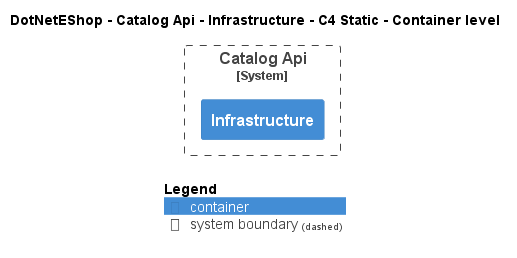 DotNetEShop - Catalog Api - Infrastructure - C4 Static - Container level
Catalog Api
[System]
Infrastructure
Legend
container
system boundary (dashed)